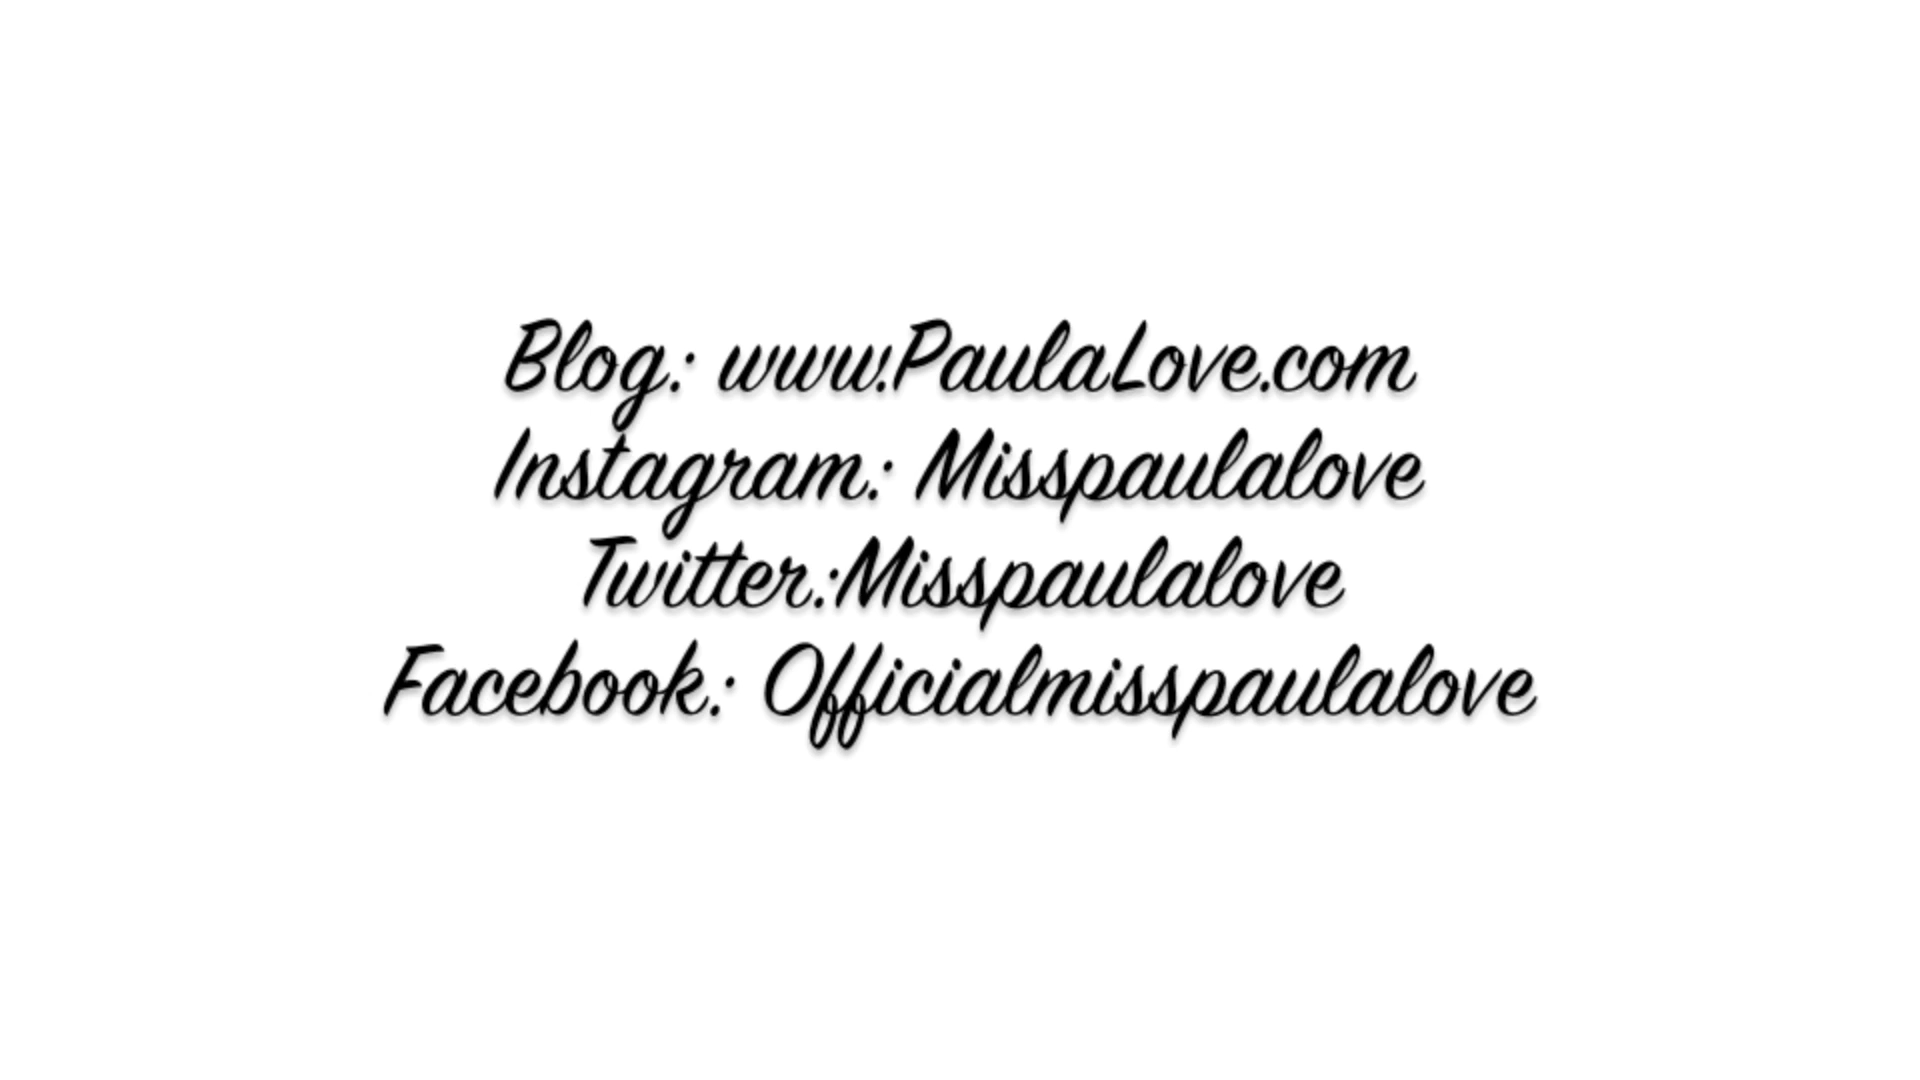 Blog: www.PaulaLove.com
Instagram: Misspaulalove
Twitter:Misspaulalove
Facebook: Officialmisspaulalove